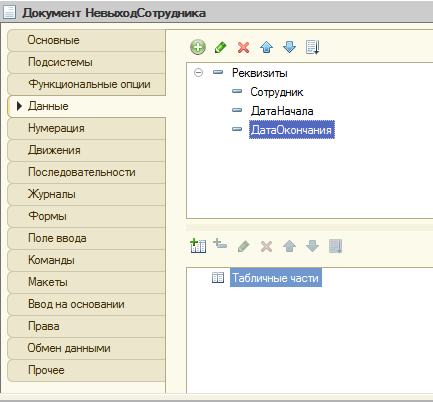 Документ НевыходСотрудника
Основные
Подсистемы
Функциональные опции
Данные
Нумерация
Движения
Последовательности
Журналы
Формы
Поле ввода
Команды
Макеты
Ввод на основании
Права
Обмен данными
Прочее
Реквизиты
Сотрудник
ДатаНачала
ДатаОкончания
Табличные части